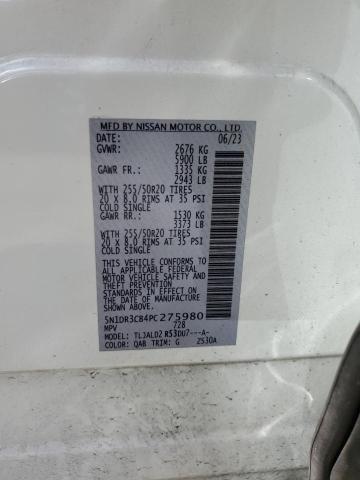 MFD BY NISSAN MOTOR CO., LTD.
DATE: 06/23
GVWR: 2676 KG
5900 LB
GAWR FR.: 1335 KG
2943 LB
WITH 255/50R20 TIRES
20 X 8.0 RIMS AT 35 PSI
COLD SINGLE
GAWR RR.: 1530 KG
3373 LB
WITH 255/50R20 TIRES
20 X 8.0 RIMS AT 35 PSI
COLD SINGLE
THIS VEHICLE CONFORMS TO
ALL APPLICABLE FEDERAL
MOTOR VEHICLE SAFETY
STANDARDS IN EFFECT ON
THE DATE OF MANUFACTURE
SHOWN ABOVE.
5N1DR3CB4PC275980
MPV 728
MODEL: TLJALD2 R53DU7---A-
COLOR: QAB TRIM: G 2S30A